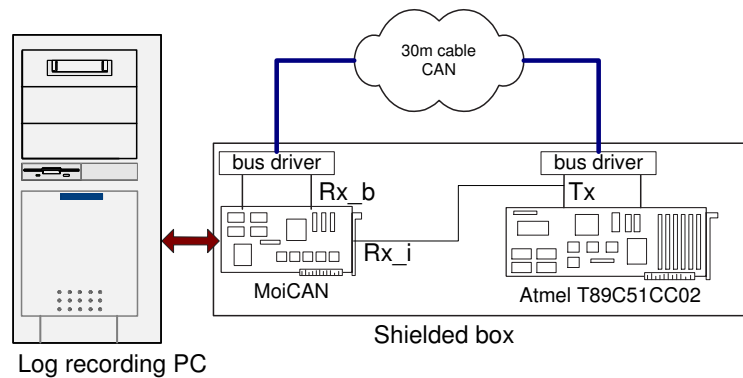 30m cable
CAN
bus driver
bus driver
Rx_b
Tx
Rx_i
MoiCAN
Atmel T89C51CC02
Shielded box
Log recording PC